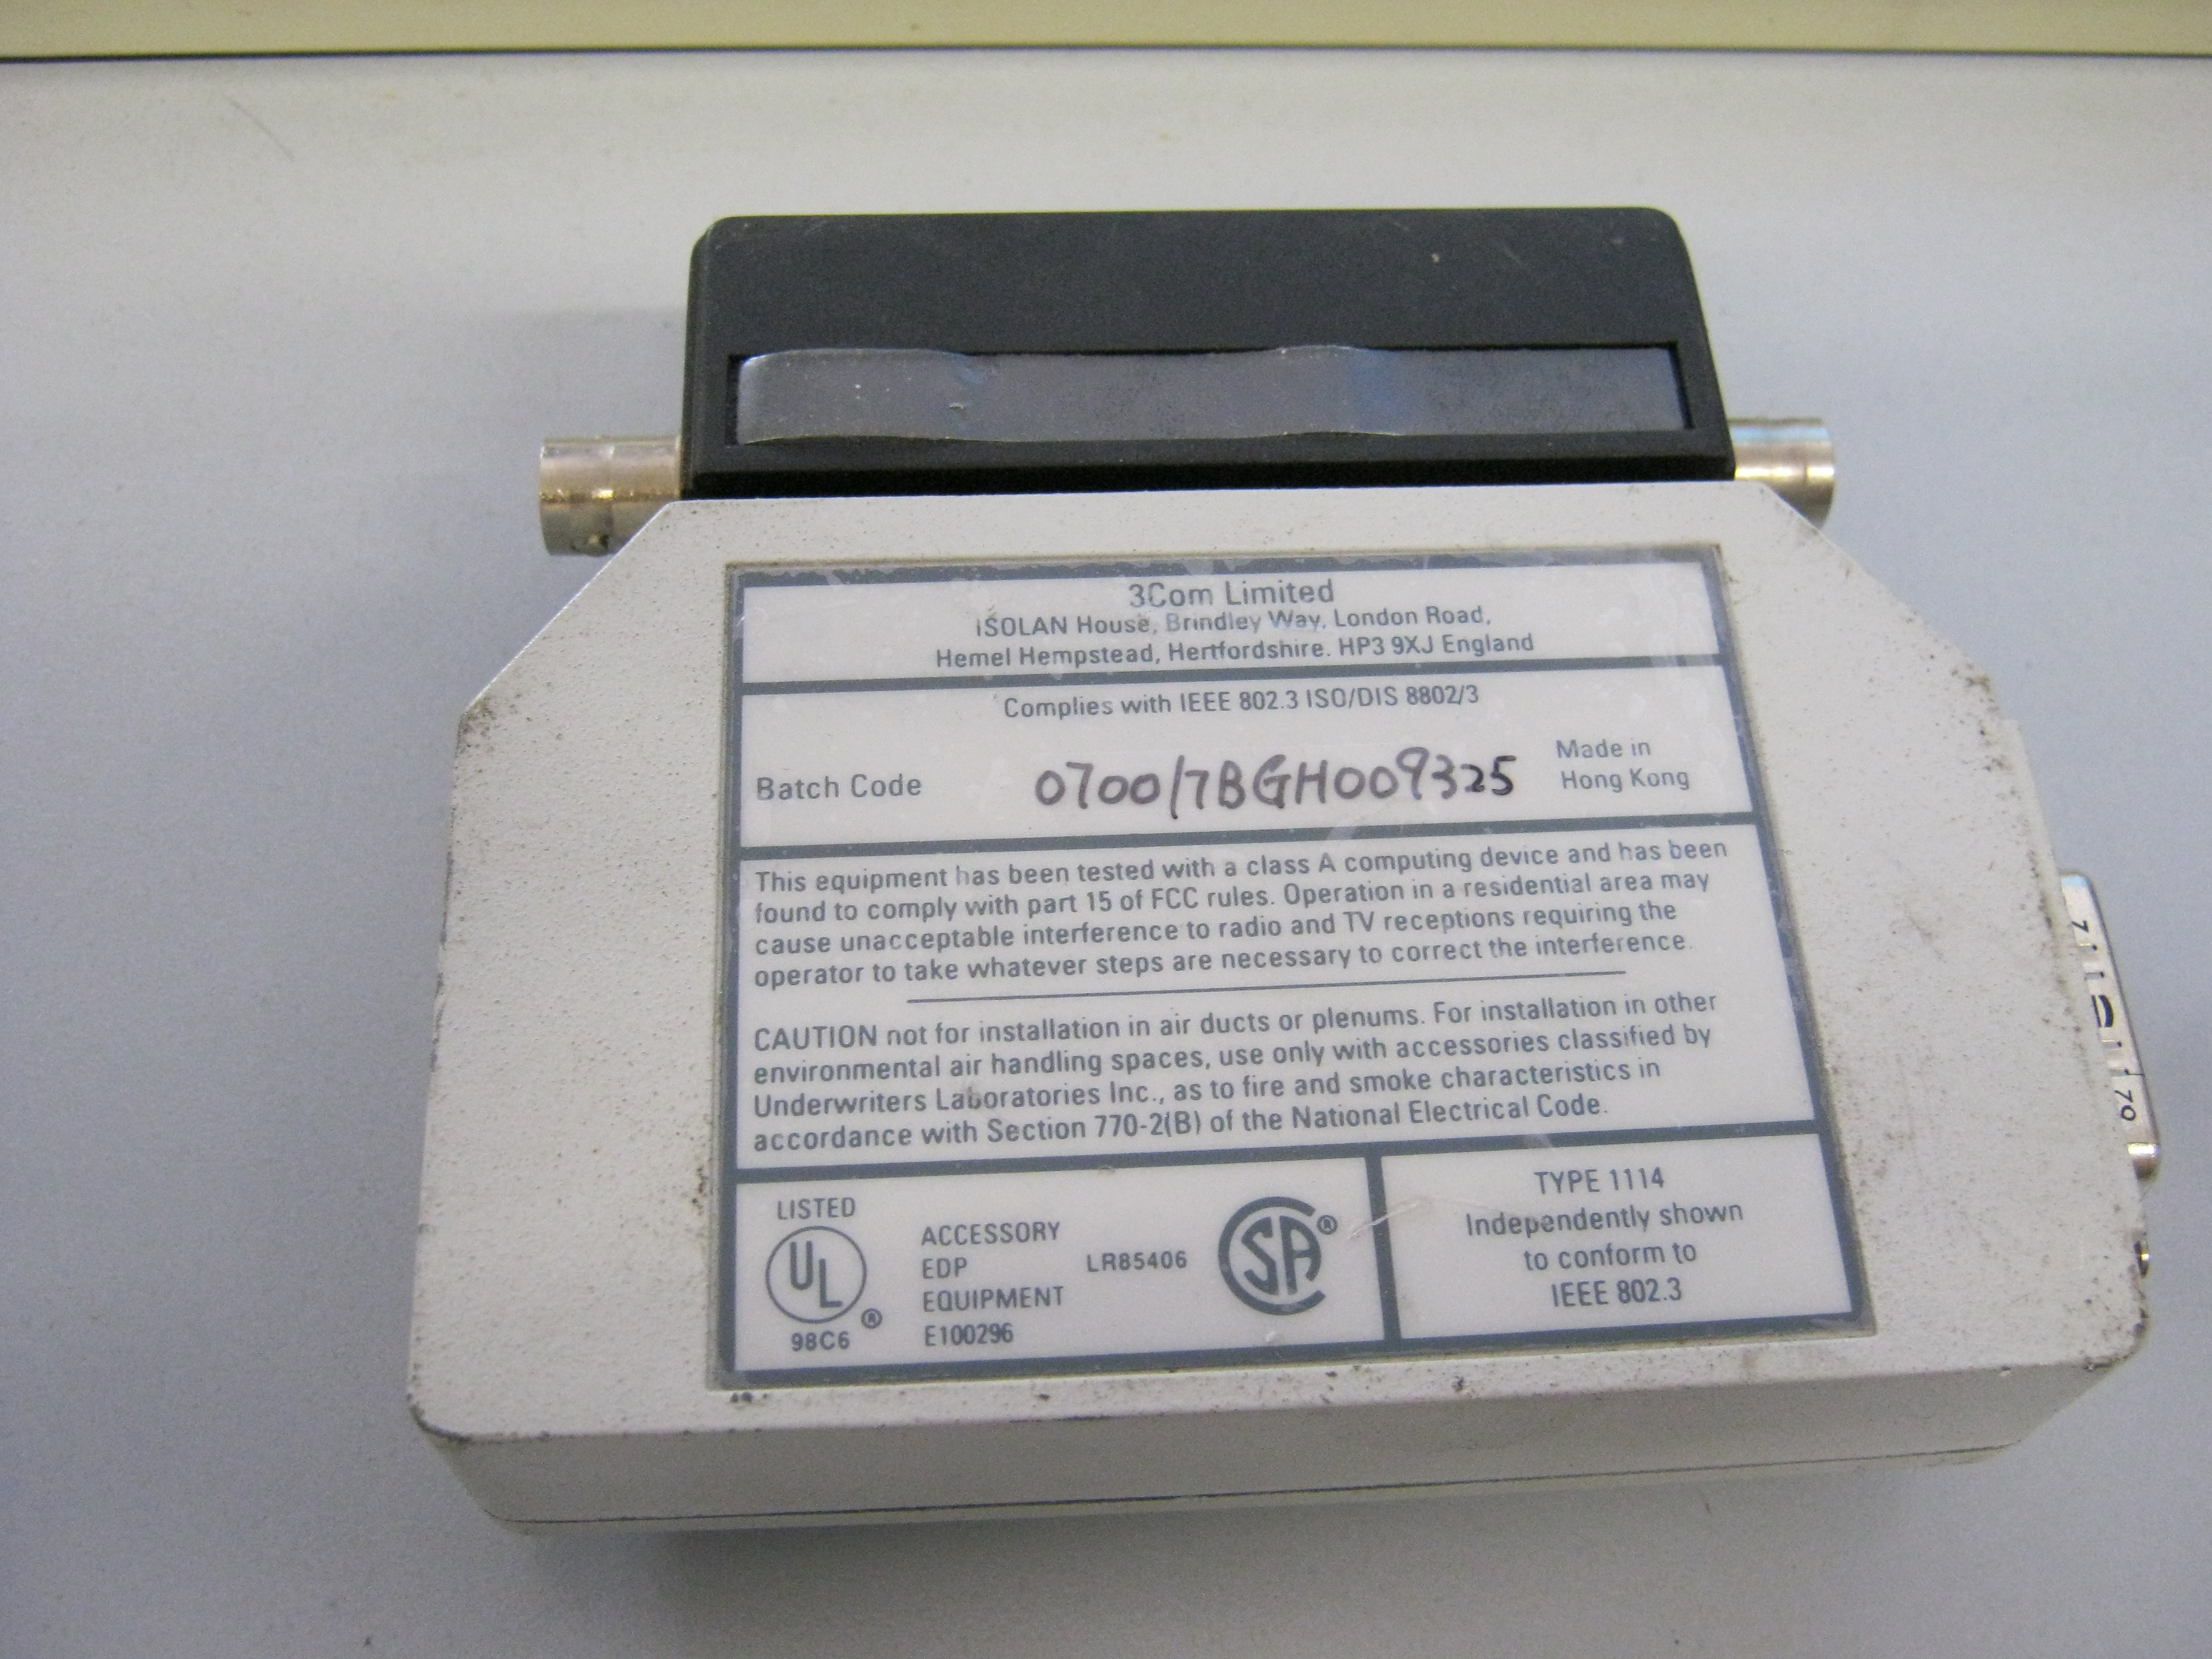 3Com Limited
ISOLAN House, Brindley Way, London Road,
Hemel Hempstead, Hertfordshire. HP3 9XJ England
Complies with IEEE 802.3 ISO/DIS 8802/3
Batch Code 0700/7BGH009325 Made in
Hong Kong
This equipment has been tested with a class A computing device and has been
found to comply with part 15 of FCC rules. Operation in a residential area may
cause unacceptable interference to radio and TV receptions requiring the
operator to take whatever steps are necessary to correct the interference.
CAUTION not for installation in air ducts or plenums. For installation in other
environmental air handling spaces, use only with accessories classified by
Underwriters Laboratories Inc., as to fire and smoke characteristics in
accordance with Section 770-2(B) of the National Electrical Code.
LISTED
UL ®
98C6
ACCESSORY
EDP
EQUIPMENT
E100296
LR85406
SA ®
TYPE 1114
Independently shown
to conform to
IEEE 802.3